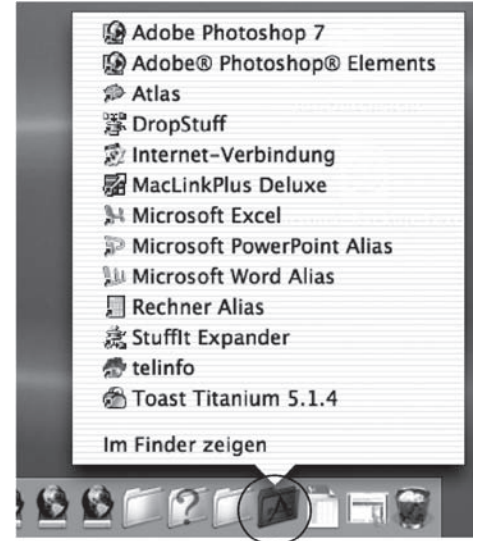 Adobe Photoshop 7
Adobe® Photoshop® Elements
Atlas
DropStuff
Internet-Verbindung
MacLinkPlus Deluxe
Microsoft Excel
Microsoft PowerPoint Alias
Microsoft Word Alias
Rechner Alias
StuffIt Expander
telinfo
Toast Titanium 5.1.4
Im Finder zeigen